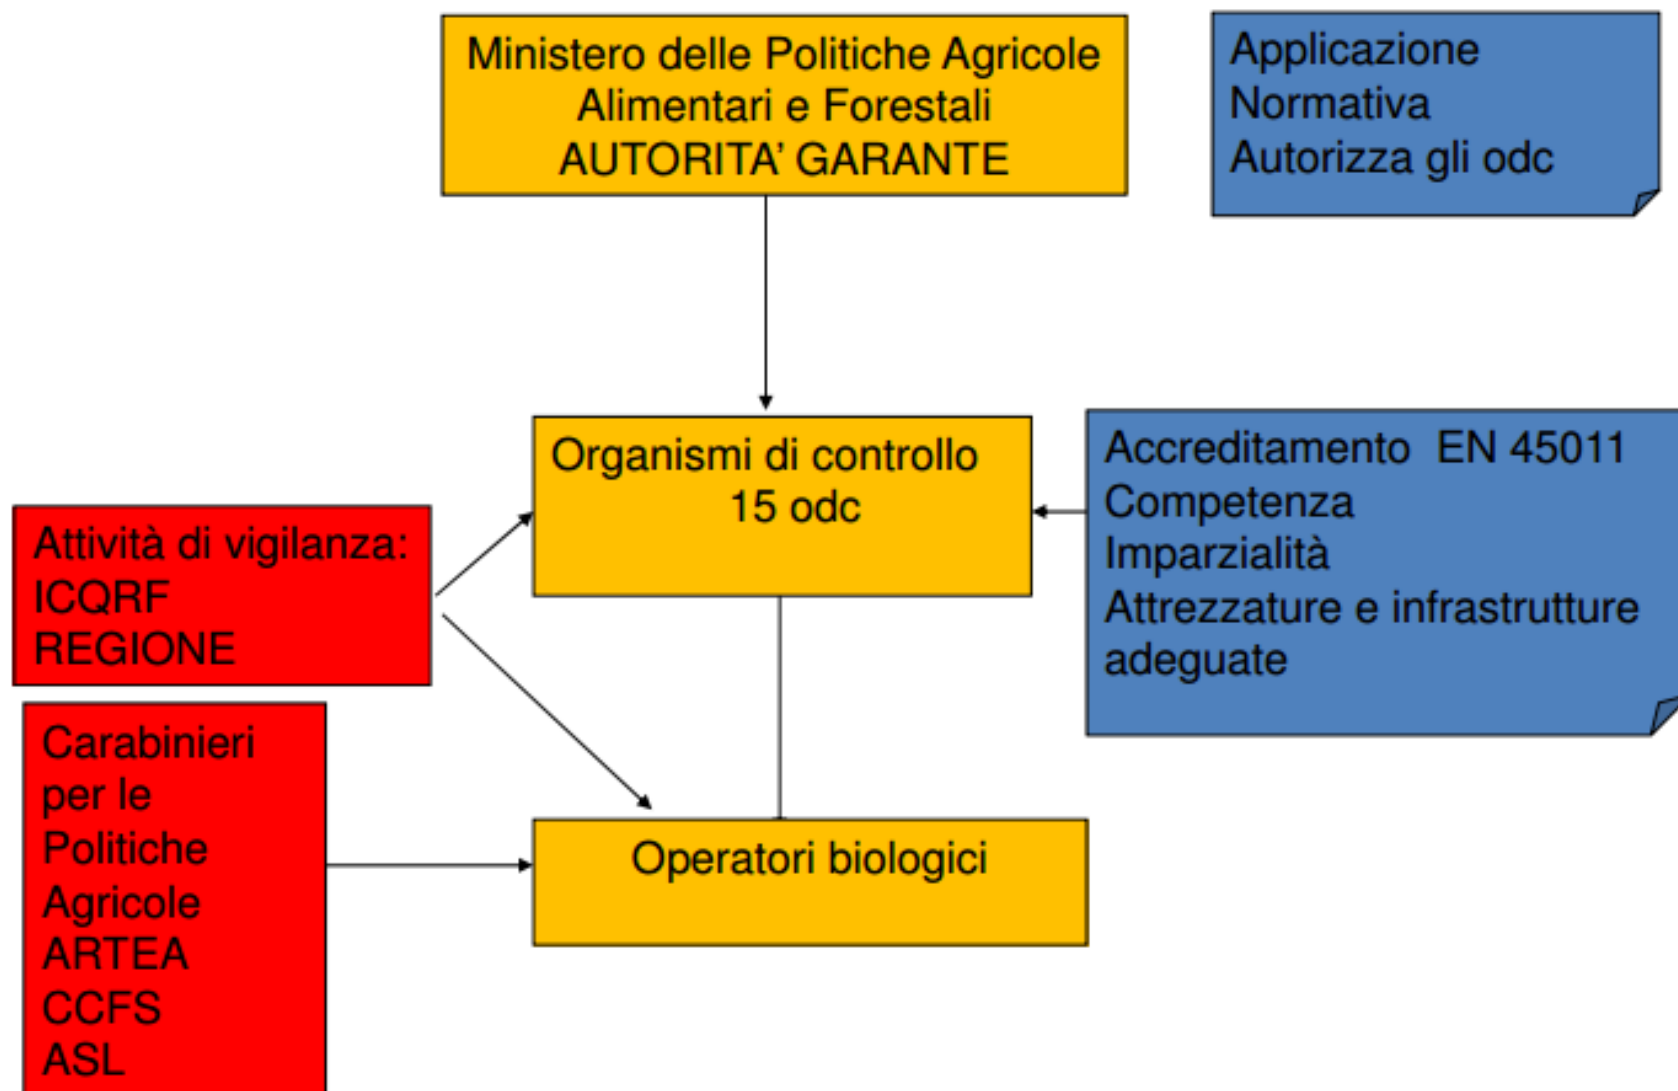 Ministero delle Politiche Agricole
Alimentari e Forestali
AUTORITA' GARANTE
Applicazione
Normativa
Autorizza gli odc
Organismi di controllo
15 odc
Accreditamento  EN 45011
Competenza
Imparzialità
Attrezzature e infrastrutture
adeguate
Attività di vigilanza:
ICQRF
REGIONE
Carabinieri
per le
Politiche
Agricole
ARTEA
CCFS
ASL
Operatori biologici